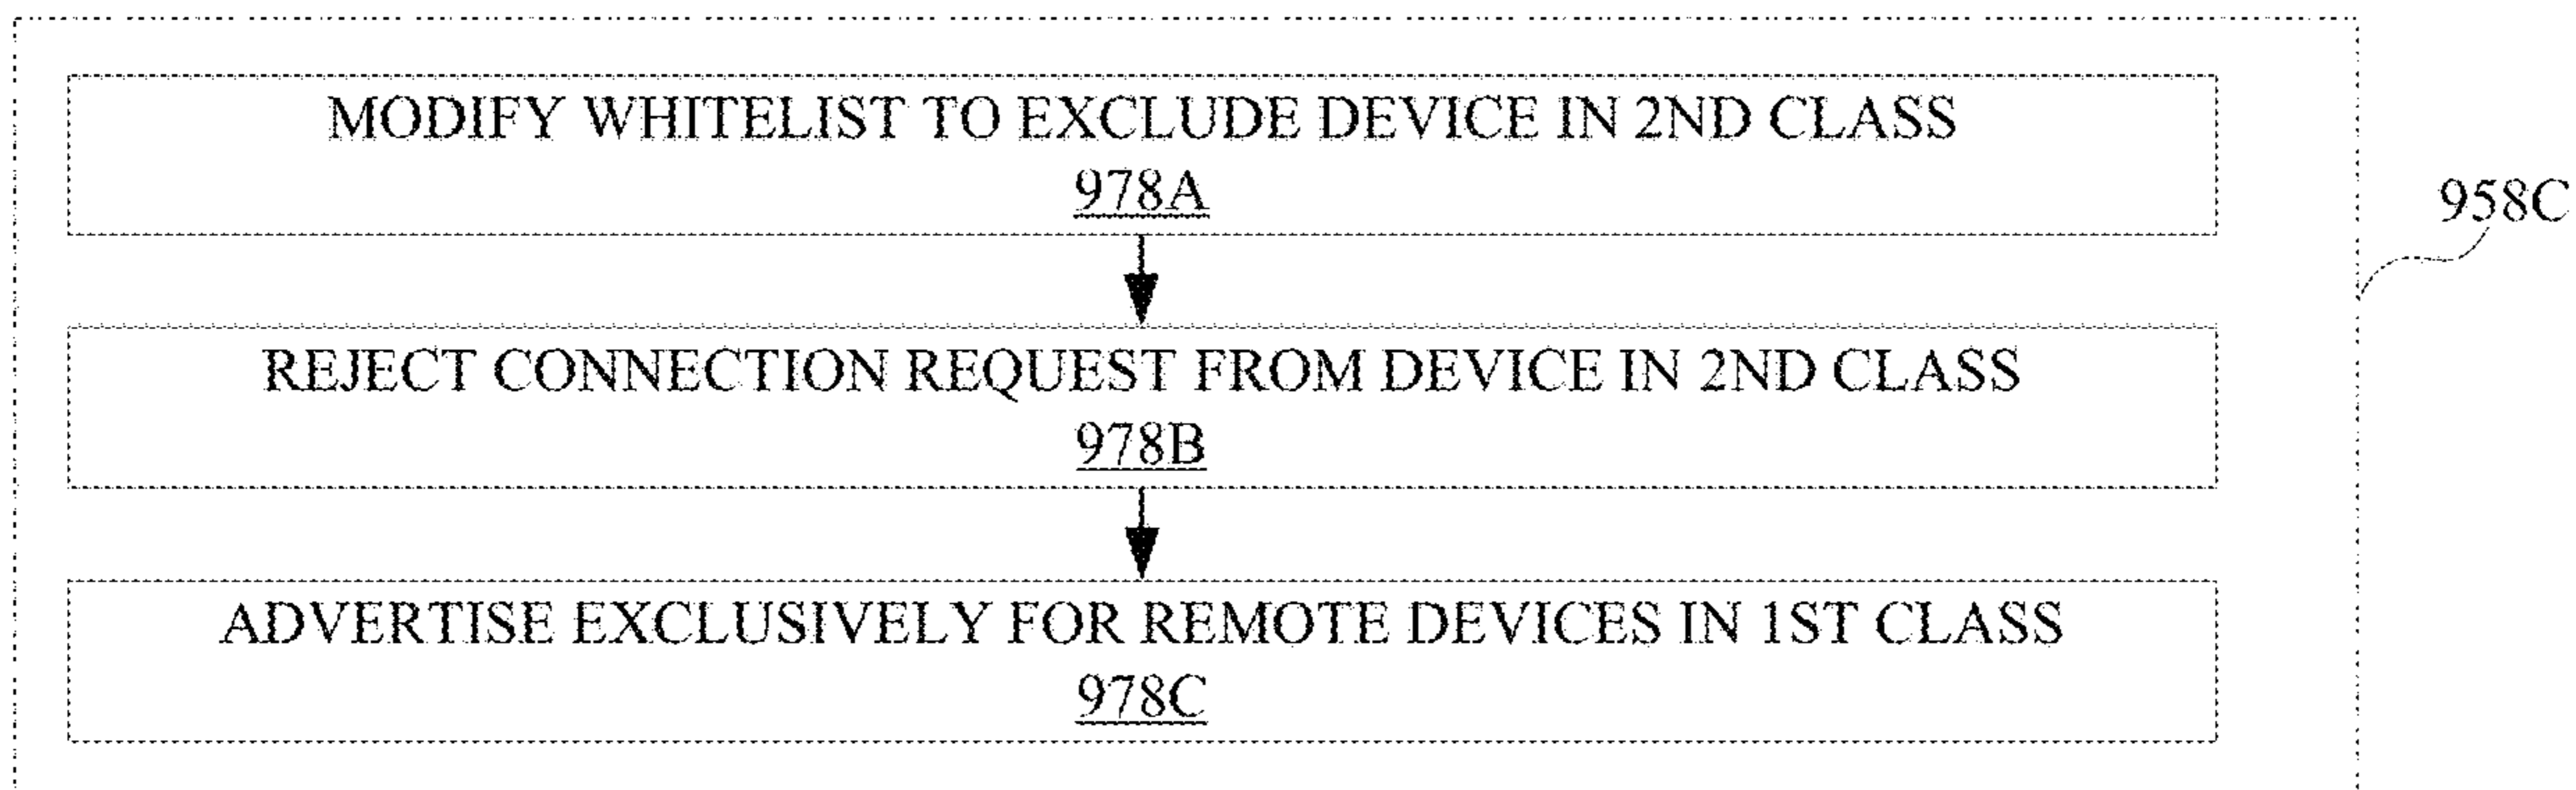 MODIFY WHITELIST TO EXCLUDE DEVICE IN 2ND CLASS
978A
958C
REJECT CONNECTION REQUEST FROM DEVICE IN 2ND CLASS
978B
ADVERTISE EXCLUSIVELY FOR REMOTE DEVICES IN 1ST CLASS
978C